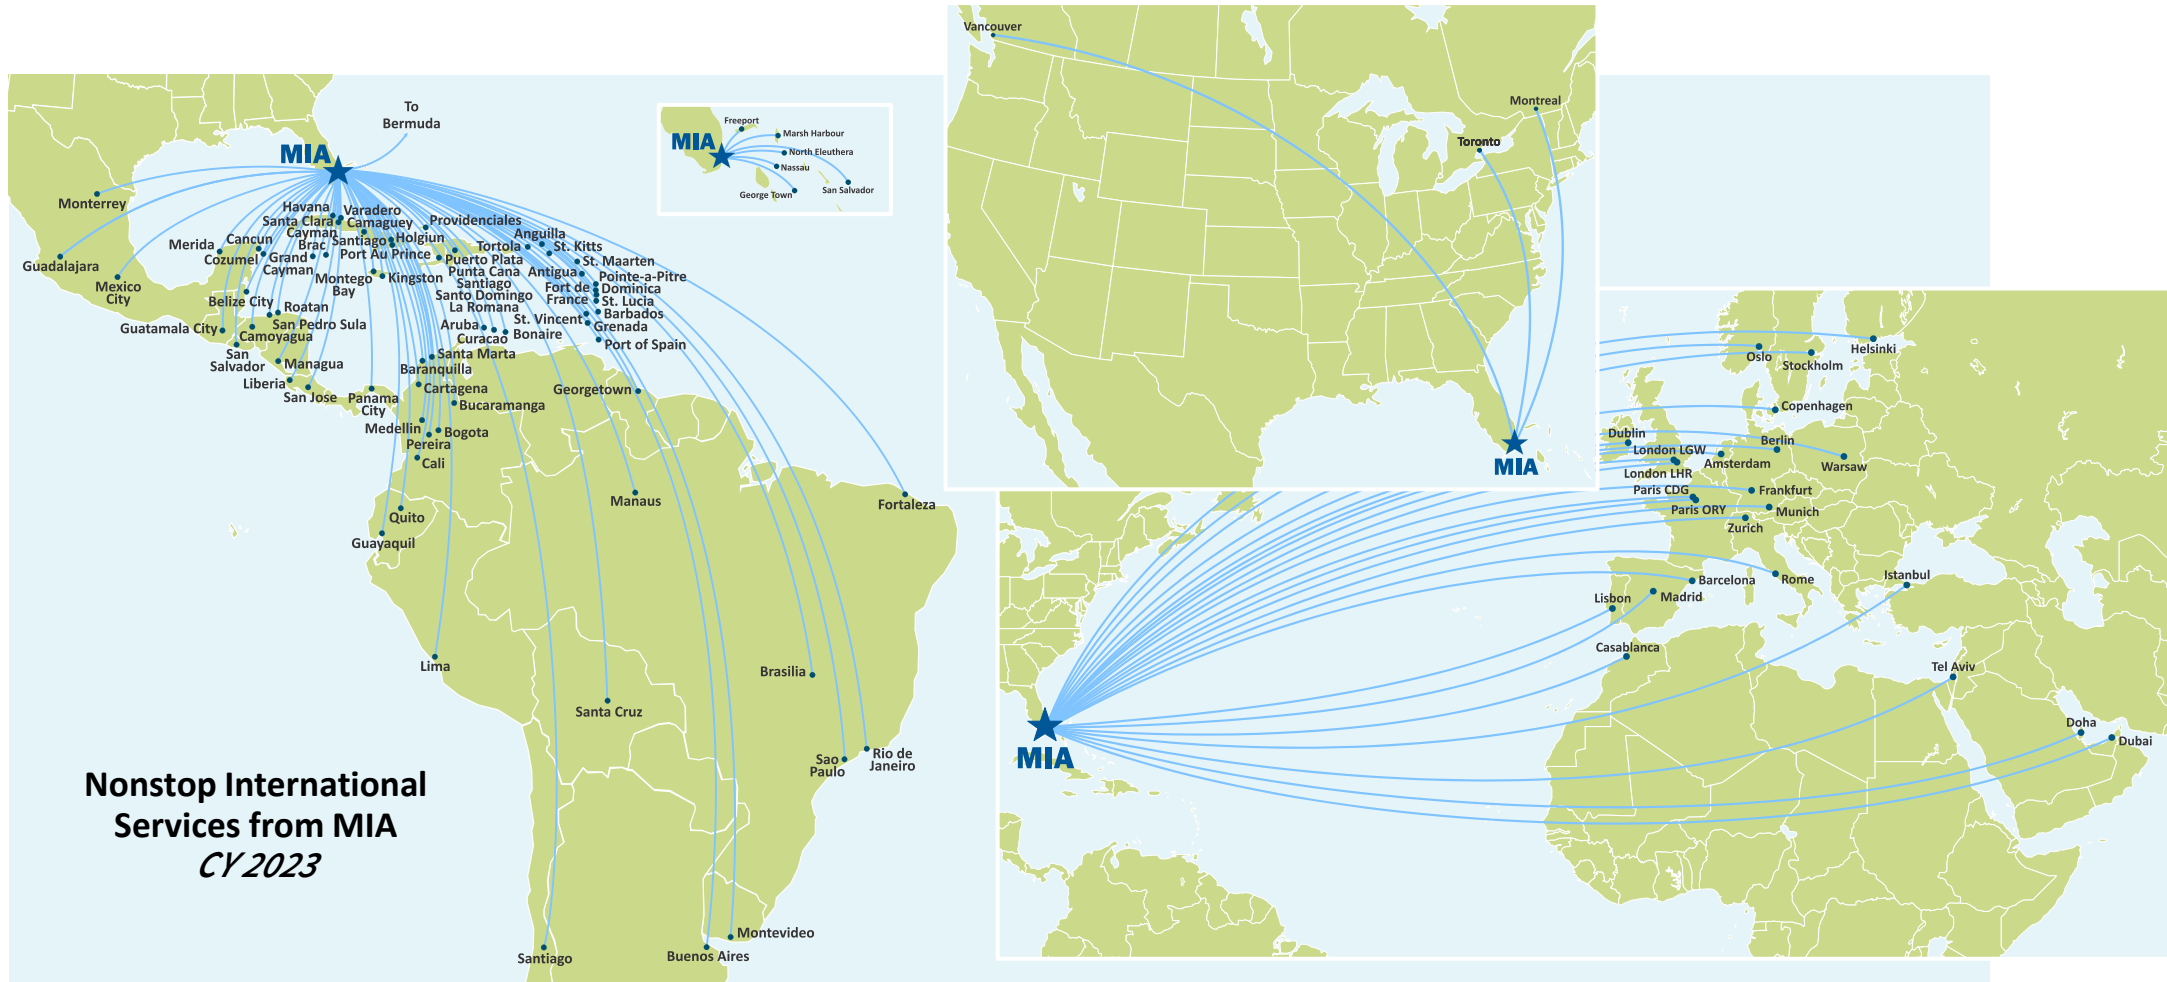 Nonstop International
Services from MIA
CY 2023
To
Bermuda
MIA
Monterrey
Guadalajara
Mexico
City
Merida
Cancun
Cozumel
Havana
Varadero
Santa Clara
Camaguey
Cayman
Brac
Santiago
Holgiun
Grand
Cayman
Port Au Prince
Providenciales
Montego
Bay
Kingston
Puerto Plata
Punta Cana
Santiago
Santo Domingo
La Romana
Tortola
Anguilla
St. Kitts
St. Maarten
Antigua
Pointe-a-Pitre
Dominica
Fort de
France
St. Lucia
Barbados
St. Vincent
Grenada
Port of Spain
Aruba
Curacao
Bonaire
Belize City
Roatan
San Pedro Sula
Guatamala City
Camoyagua
San
Salvador
Managua
Liberia
San Jose
Panama
City
Santa Marta
Baranquilla
Cartagena
Bucaramanga
Medellin
Bogota
Pereira
Cali
Georgetown
Quito
Guayaquil
Manaus
Fortaleza
Lima
Brasilia
Santa Cruz
Sao
Paulo
Rio de
Janeiro
Santiago
Buenos Aires
Montevideo
MIA
Freeport
Marsh Harbour
North Eleuthera
Nassau
George Town
San Salvador
Vancouver
Montreal
Toronto
MIA
Oslo
Helsinki
Stockholm
Copenhagen
Dublin
Berlin
London LGW
Amsterdam
Warsaw
London LHR
Paris CDG
Frankfurt
Paris ORY
Munich
Zurich
Barcelona
Rome
Istanbul
Lisbon
Madrid
Casablanca
Tel Aviv
Doha
Dubai
MIA